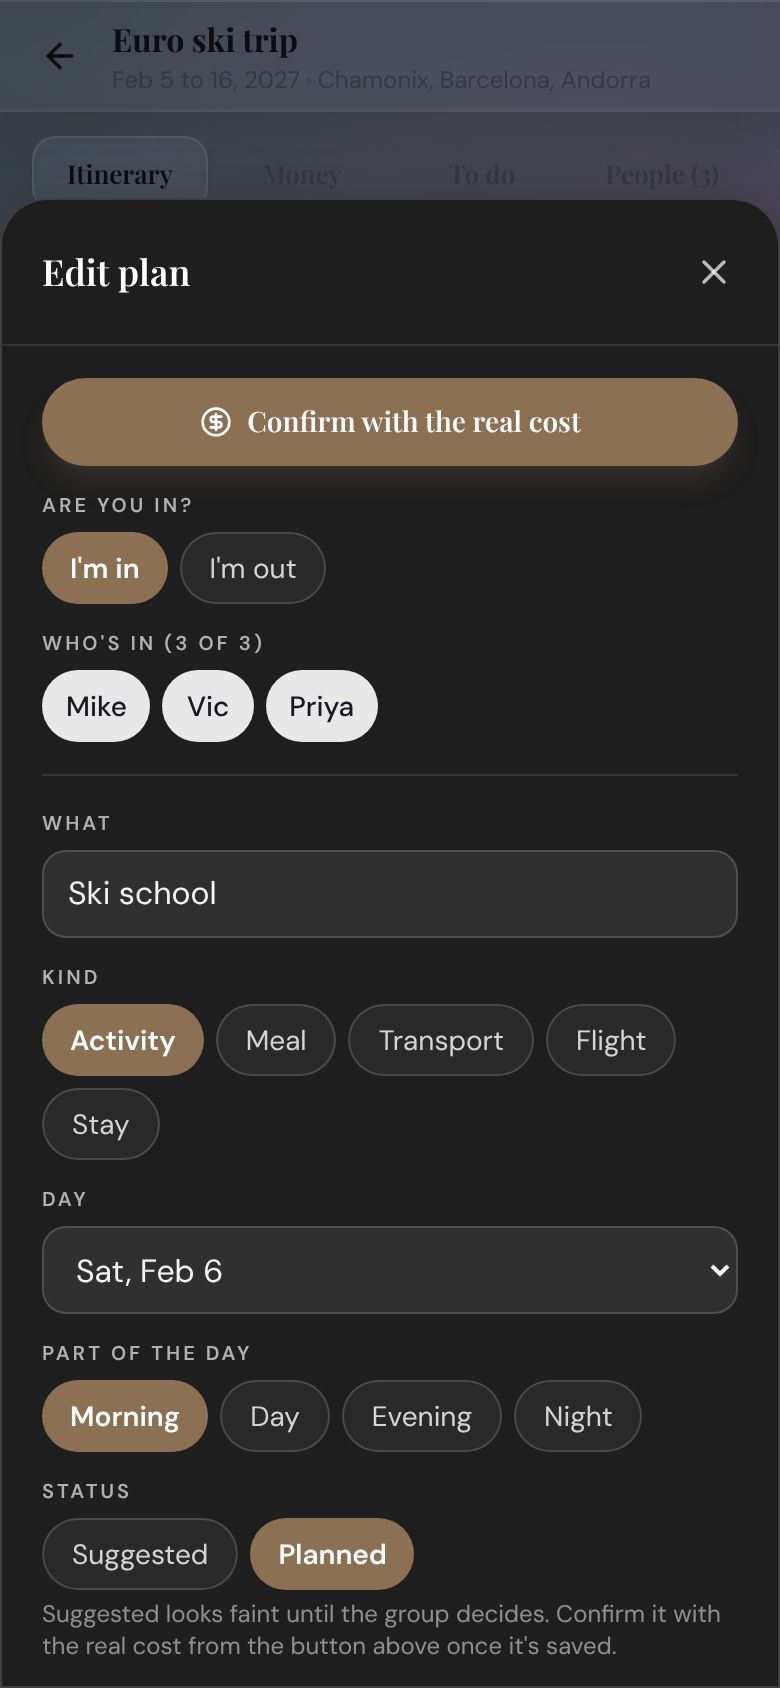 Euro ski trip
Feb 5 to 16, 2027 · Chamonix, Barcelona, Andorra
Itinerary Money To do People (3)
Edit plan
Confirm with the real cost
ARE YOU IN?
I'm in I'm out
WHO'S IN (3 OF 3)
Mike Vic Priya
WHAT
Ski school
KIND
Activity Meal Transport Flight
Stay
DAY
Sat, Feb 6
PART OF THE DAY
Morning Day Evening Night
STATUS
Suggested Planned
Suggested looks faint until the group decides. Confirm it with
the real cost from the button above once it's saved.